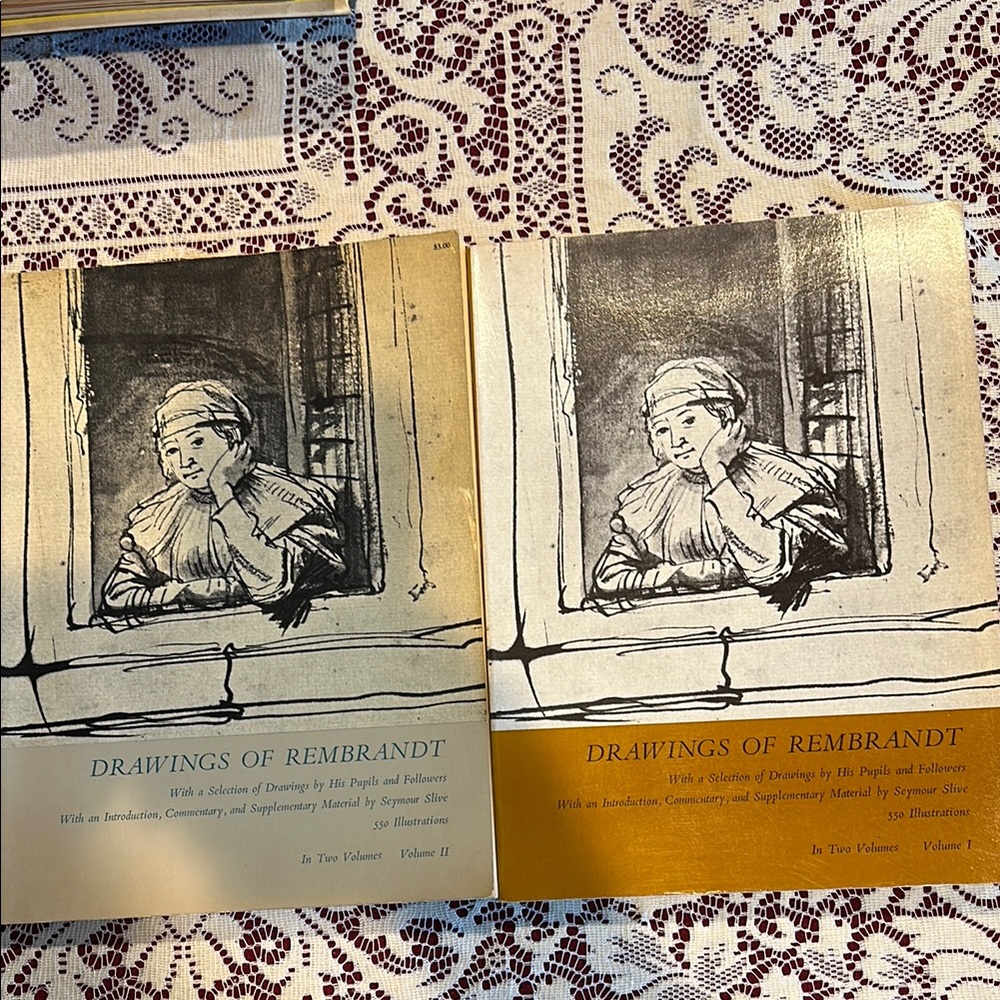 $3.00
DRAWINGS OF REMBRANDT
With a Selection of Drawings by His Pupils and Followers
With an Introduction, Commentary, and Supplementary Material by Seymour Slive
550 Illustrations
In Two Volumes Volume II
DRAWINGS OF REMBRANDT
With a Selection of Drawings by His Pupils and Followers
With an Introduction, Commentary, and Supplementary Material by Seymour Slive
550 Illustrations
In Two Volumes Volume I